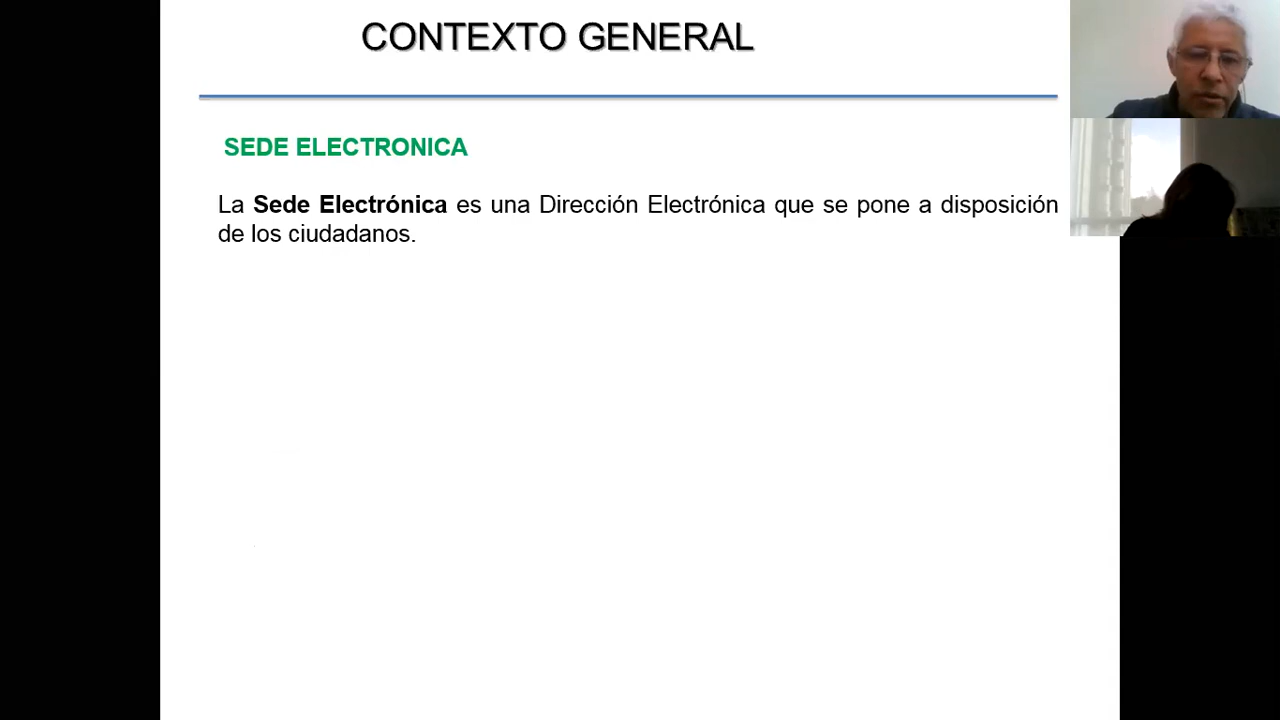 CONTEXTO GENERAL
SEDE ELECTRONICA
La Sede Electrónica es una Dirección Electrónica que se pone a disposición
de los ciudadanos.